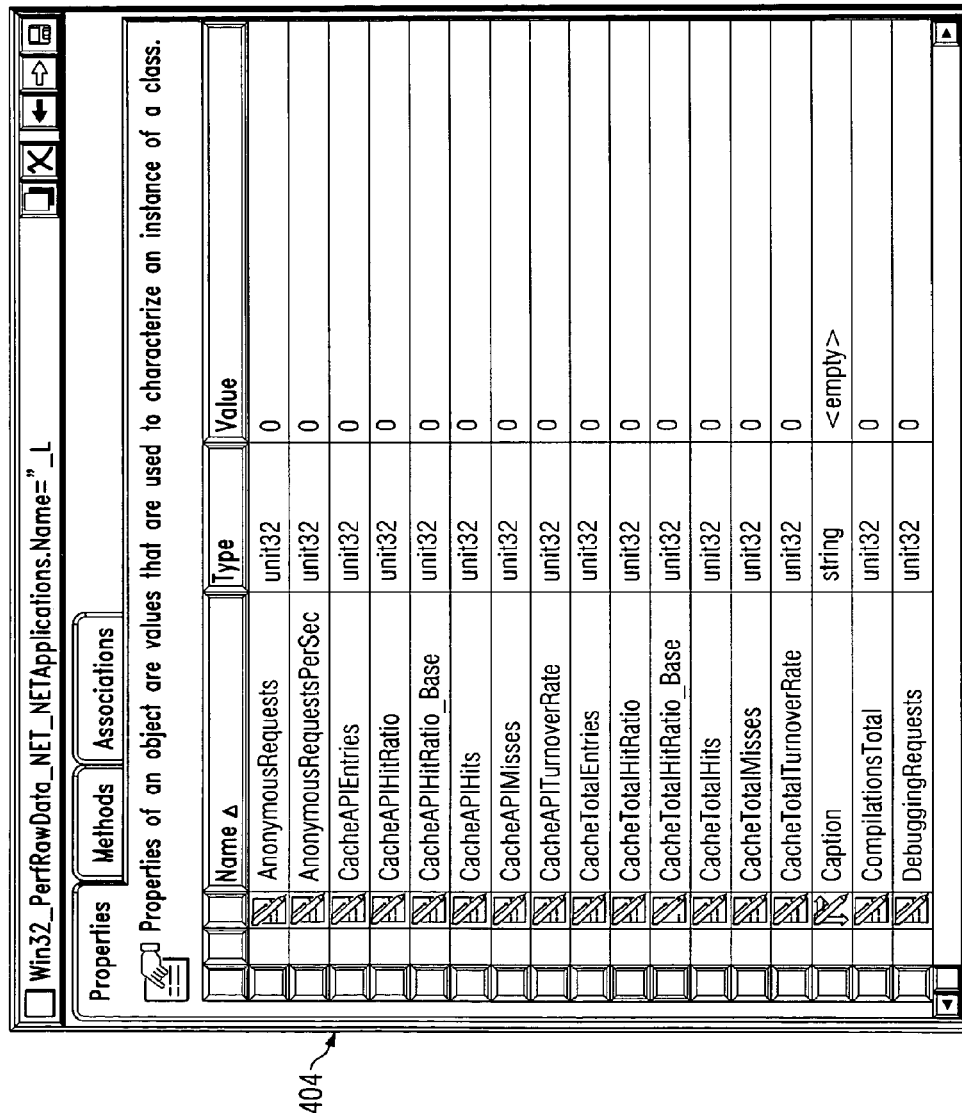 Win32_PerfRawData_NET_NETApplications.Name="_L
Properties Methods Associations
Properties of an object are values that are used to characterize an instance of a class.
Name Type Value
AnonymousRequests unit32 0
AnonymousRequestsPerSec unit32 0
CacheAPIEntries unit32 0
CacheAPIHitRatio unit32 0
CacheAPIHitRatio_Base unit32 0
CacheAPIHits unit32 0
CacheAPIMisses unit32 0
CacheAPITurnoverRate unit32 0
CacheTotalEntries unit32 0
CacheTotalHitRatio unit32 0
CacheTotalHitRatio_Base unit32 0
CacheTotalHits unit32 0
CacheTotalMisses unit32 0
CacheTotalTurnoverRate unit32 0
Caption string <empty>
CompilationsTotal unit32 0
DebuggingRequests unit32 0
404